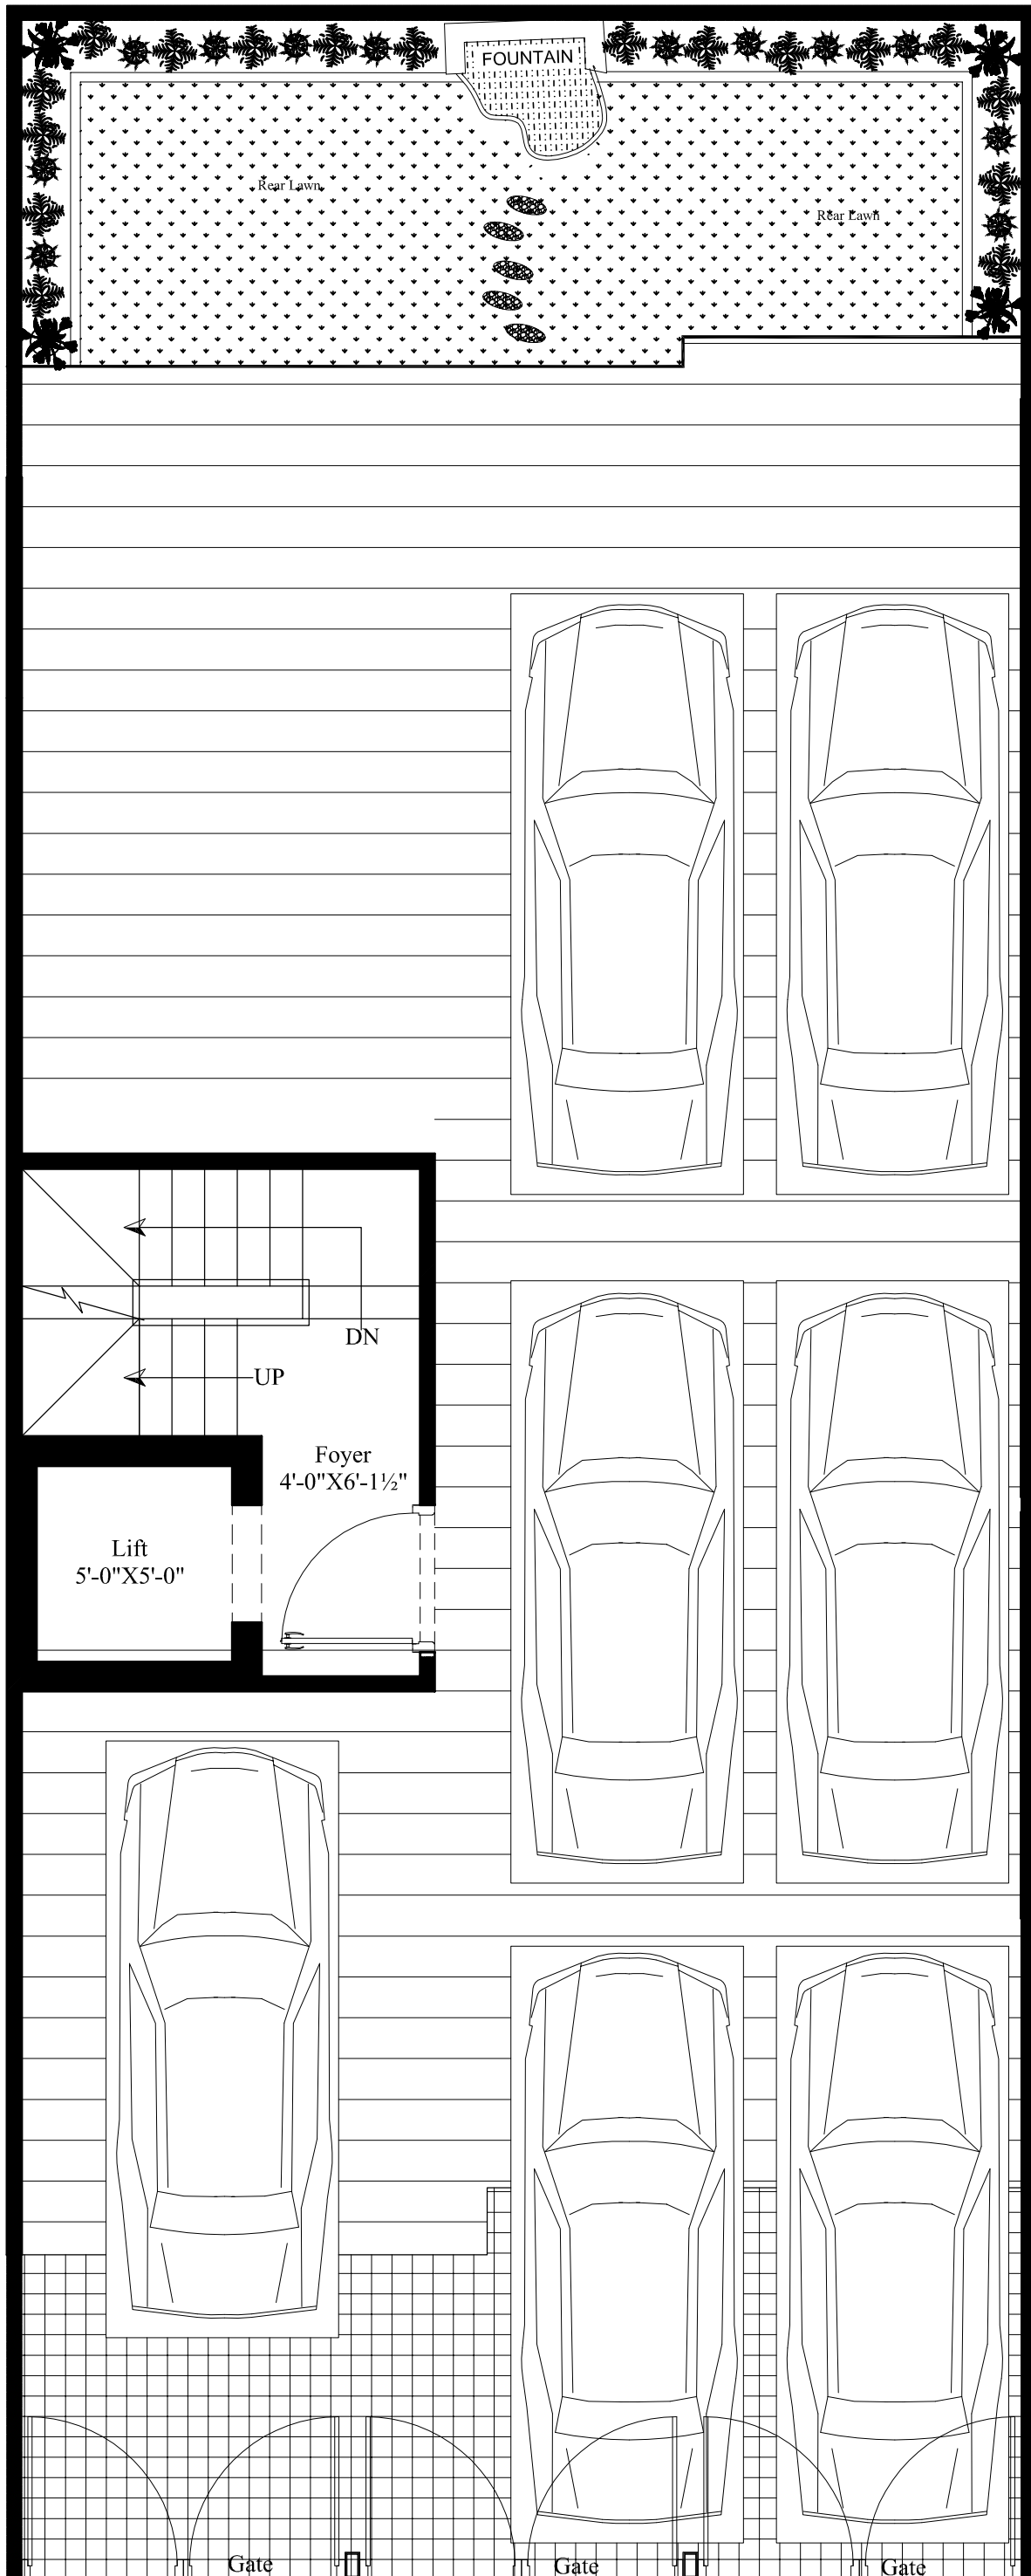 FOUNTAIN
Rear Lawn
Rear Lawn
DN
UP
Foyer
4'-0"X6'-1½"
Lift
5'-0"X5'-0"
Gate
Gate
Gate